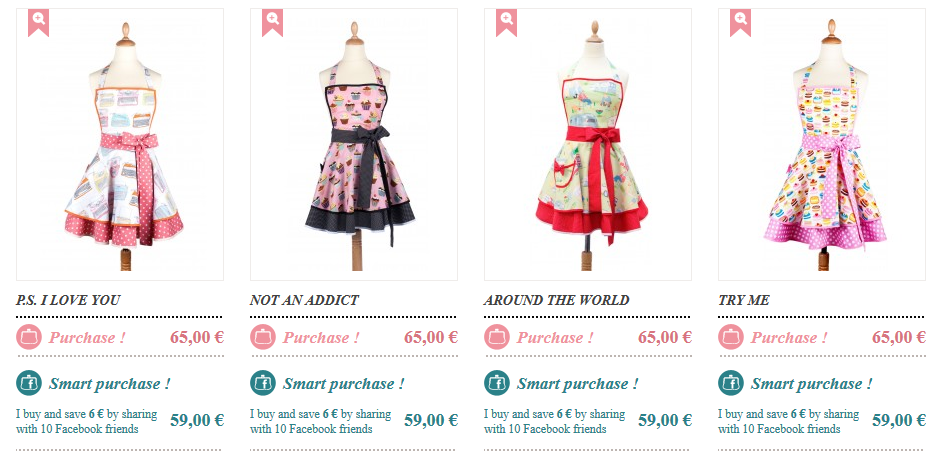 P.S. I LOVE YOU
Purchase ! 65,00 €
Smart purchase !
I buy and save 6 € by sharing
with 10 Facebook friends
59,00 €
NOT AN ADDICT
Purchase ! 65,00 €
Smart purchase !
I buy and save 6 € by sharing
with 10 Facebook friends
59,00 €
AROUND THE WORLD
Purchase ! 65,00 €
Smart purchase !
I buy and save 6 € by sharing
with 10 Facebook friends
59,00 €
TRY ME
Purchase ! 65,00 €
Smart purchase !
I buy and save 6 € by sharing
with 10 Facebook friends
59,00 €